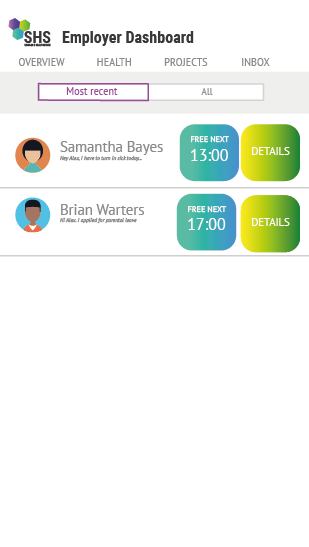 SHS Employer Dashboard
OVERVIEW HEALTH PROJECTS INBOX
Most recent All
Samantha Bayes
Hey Alex, I have to turn in sick today...
FREE NEXT
13:00
DETAILS
Brian Warters
Hi Alex. I applied for parental leave
FREE NEXT
17:00
DETAILS